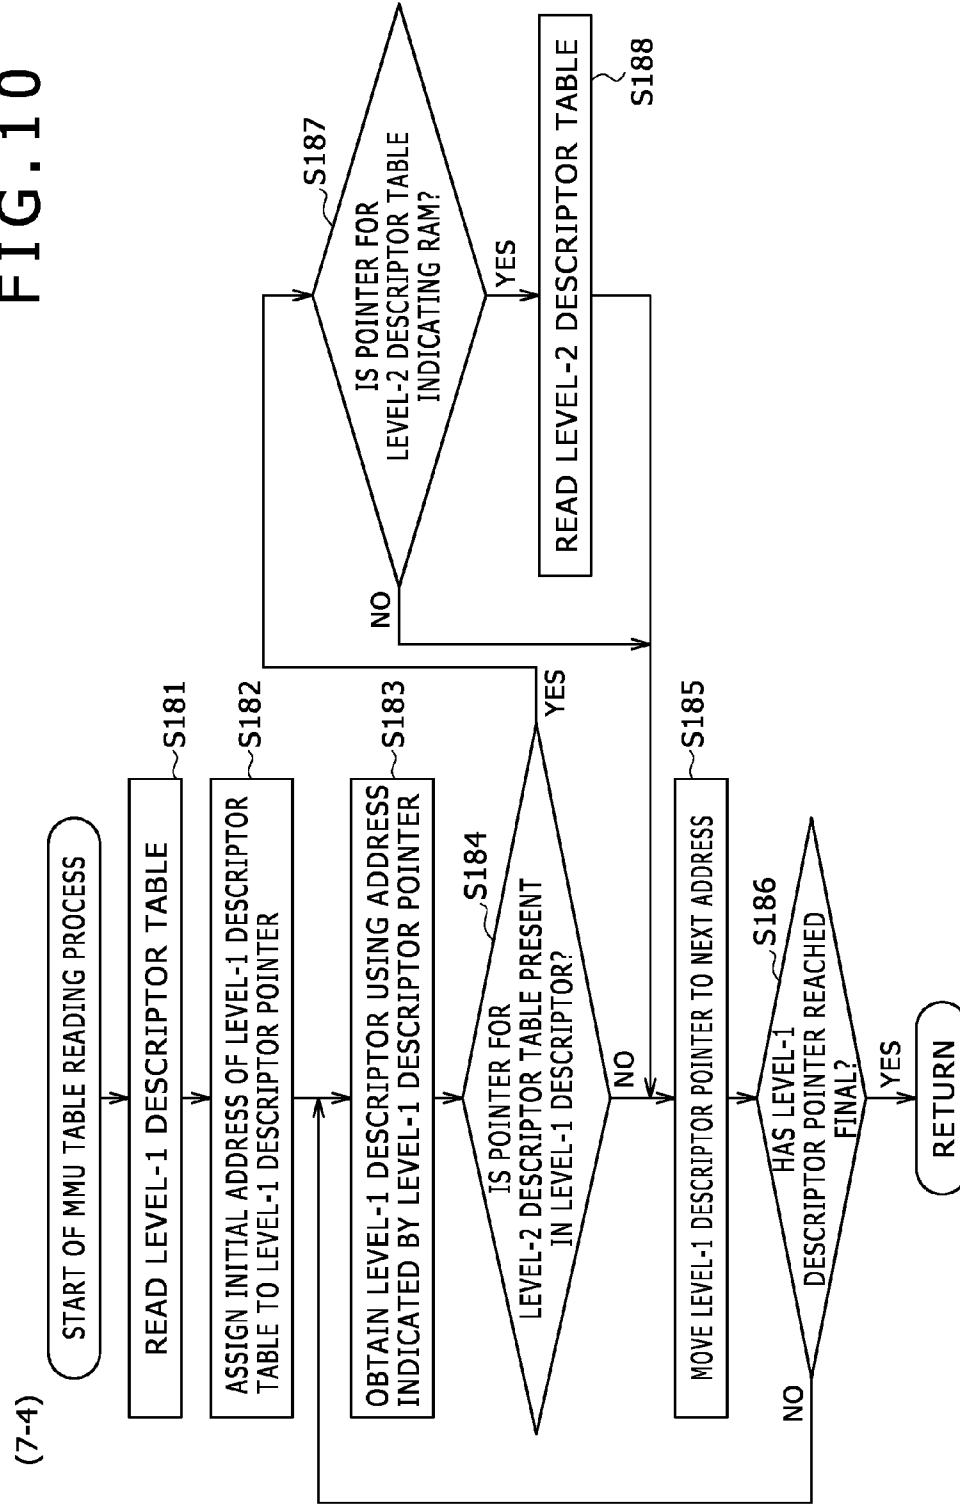 FIG.10
(7-4)
START OF MMU TABLE READING PROCESS
READ LEVEL-1 DESCRIPTOR TABLE
S181
ASSIGN INITIAL ADDRESS OF LEVEL-1 DESCRIPTOR
TABLE TO LEVEL-1 DESCRIPTOR POINTER
S182
OBTAIN LEVEL-1 DESCRIPTOR USING ADDRESS
INDICATED BY LEVEL-1 DESCRIPTOR POINTER
S183
IS POINTER FOR
LEVEL-2 DESCRIPTOR TABLE PRESENT
IN LEVEL-1 DESCRIPTOR?
S184
YES
NO
MOVE LEVEL-1 DESCRIPTOR POINTER TO NEXT ADDRESS
S185
HAS LEVEL-1
DESCRIPTOR POINTER REACHED
FINAL?
S186
NO
YES
RETURN
IS POINTER FOR
LEVEL-2 DESCRIPTOR TABLE
INDICATING RAM?
S187
NO
YES
READ LEVEL-2 DESCRIPTOR TABLE
S188